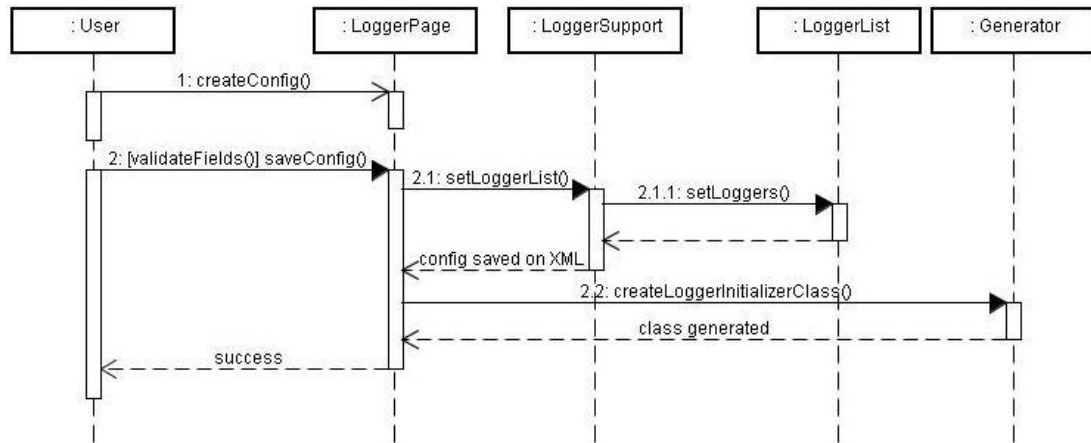 : User
: LoggerPage
: LoggerSupport
: LoggerList
: Generator
1: createConfig()
2: [validateFields()] saveConfig()
2.1: setLoggerList()
2.1.1: setLoggers()
config saved on XML
2.2: createLoggerInitializerClass()
class generated
success